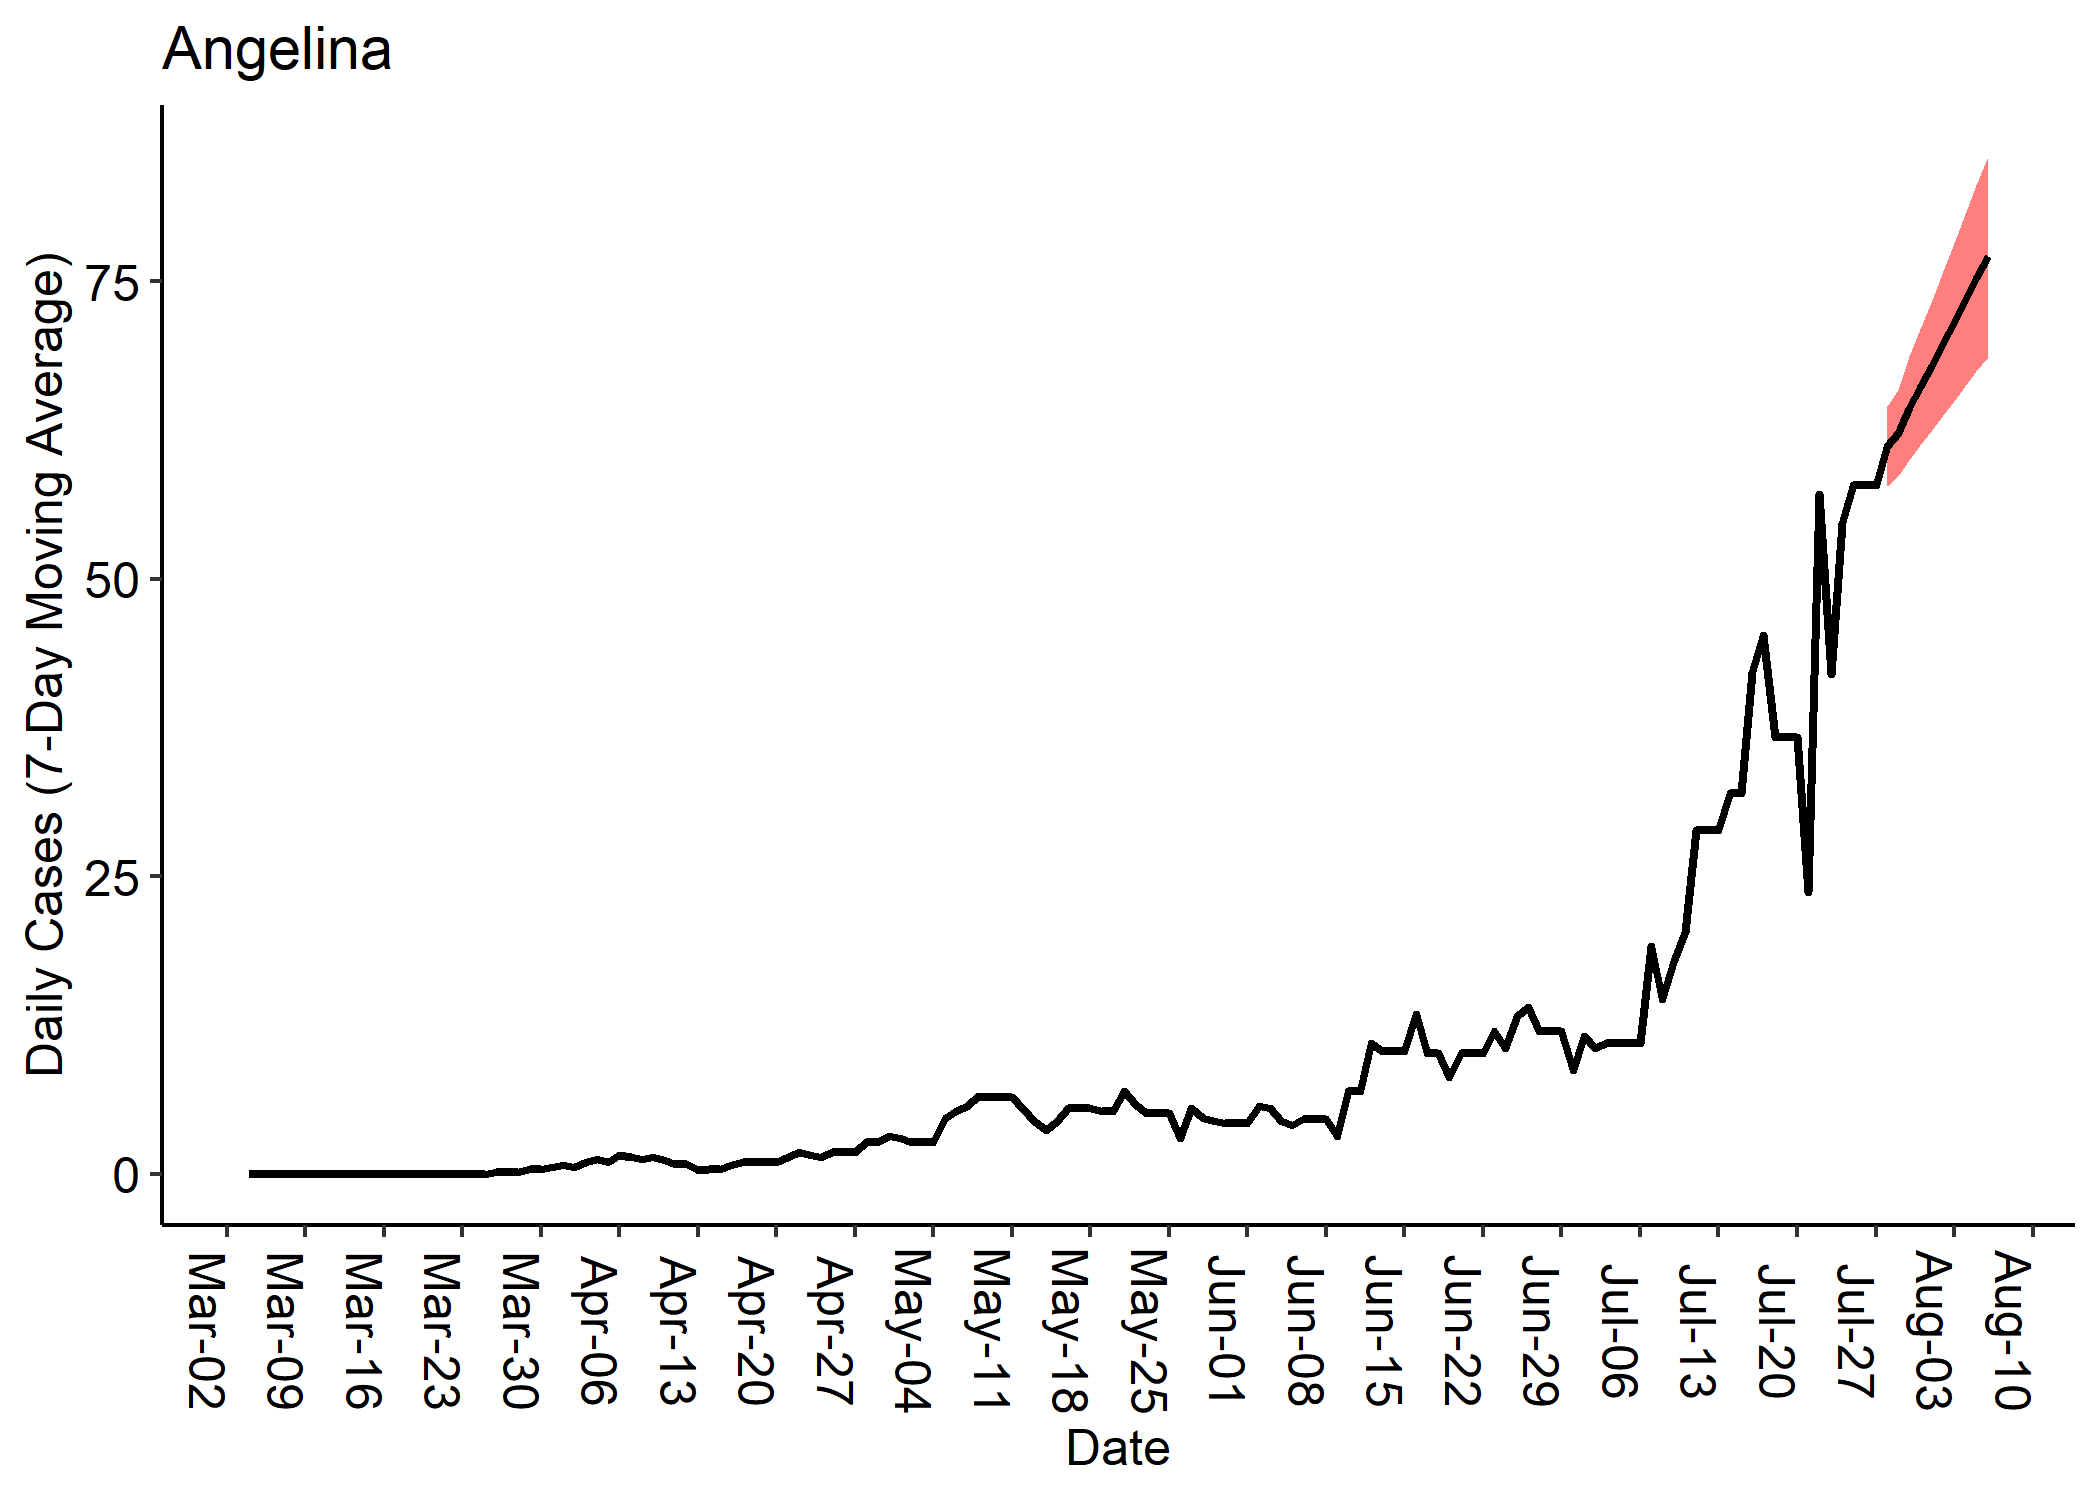 Angelina
Daily Cases (7-Day Moving Average)
75
50
25
0
Mar-02
Mar-09
Mar-16
Mar-23
Mar-30
Apr-06
Apr-13
Apr-20
Apr-27
May-04
May-11
May-18
May-25
Jun-01
Jun-08
Jun-15
Jun-22
Jun-29
Jul-06
Jul-13
Jul-20
Jul-27
Aug-03
Aug-10
Date